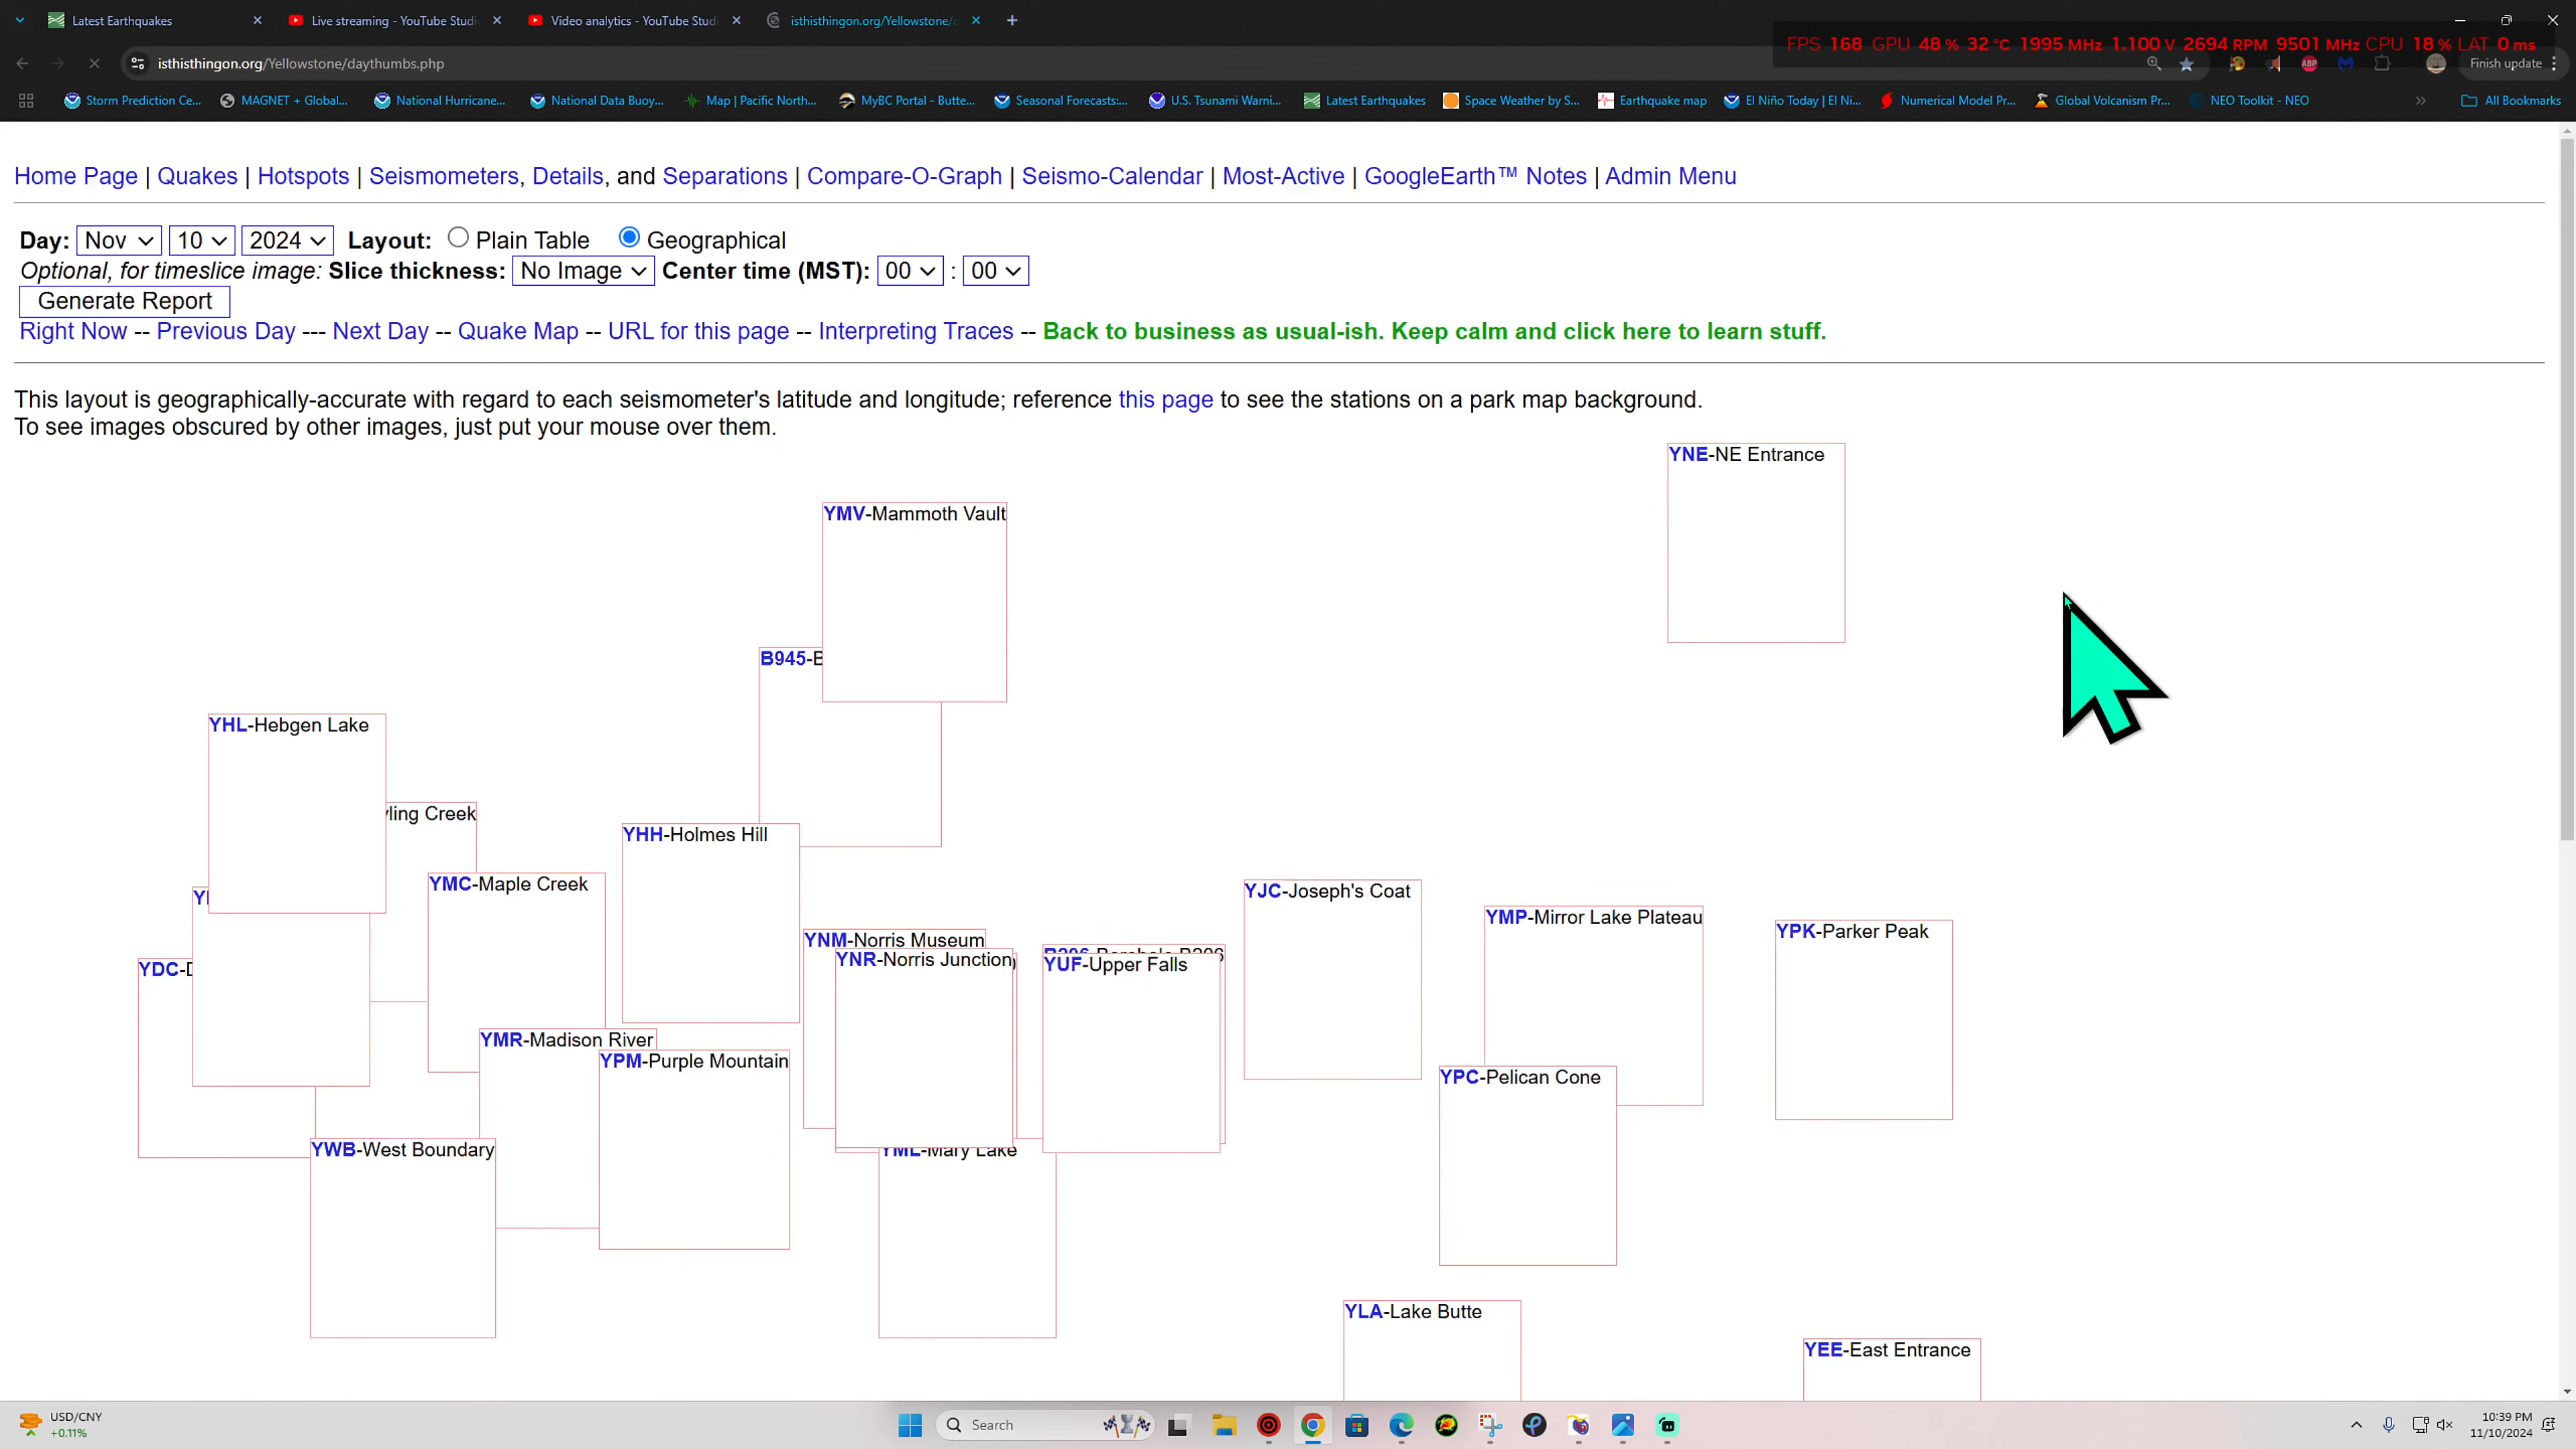 Latest Earthquakes
Live streaming - YouTube Studi
Video analytics - YouTube Studi
isthisthingon.org/Yellowstone/d
FPS 168 GPU 48 % 32 °C 1995 MHz 1.100 V 2694 RPM 9501 MHz CPU 18 % LAT 0 ms
isthisthingon.org/Yellowstone/daythumbs.php
ABP
Finish update
Storm Prediction Ce...
MAGNET + Global...
National Hurricane...
National Data Buoy...
Map | Pacific North...
MyBC Portal - Butte...
Seasonal Forecasts:...
U.S. Tsunami Warni...
Latest Earthquakes
Space Weather by S...
Earthquake map
El Niño Today | El Ni...
Numerical Model Pr...
Global Volcanism Pr...
NEO Toolkit - NEO
All Bookmarks
Home Page | Quakes | Hotspots | Seismometers, Details, and Separations | Compare-O-Graph | Seismo-Calendar | Most-Active | GoogleEarth™ Notes | Admin Menu
Day: Nov 10 2024 Layout: Plain Table Geographical
Optional, for timeslice image: Slice thickness: No Image Center time (MST): 00 : 00
Generate Report
Right Now -- Previous Day --- Next Day -- Quake Map -- URL for this page -- Interpreting Traces -- Back to business as usual-ish. Keep calm and click here to learn stuff.
This layout is geographically-accurate with regard to each seismometer's latitude and longitude; reference this page to see the stations on a park map background.
To see images obscured by other images, just put your mouse over them.
YNE-NE Entrance
YMV-Mammoth Vault
B945-B
YHL-Hebgen Lake
yling Creek
YHH-Holmes Hill
YMC-Maple Creek
YJC-Joseph's Coat
YMP-Mirror Lake Plateau
YPK-Parker Peak
YNM-Norris Museum
YNR-Norris Junction
YUF-Upper Falls
YDC-D
YMR-Madison River
YPM-Purple Mountain
YPC-Pelican Cone
YWB-West Boundary
YML-Mary Lake
YLA-Lake Butte
YEE-East Entrance
USD/CNY
+0.11%
Search
10:39 PM
11/10/2024